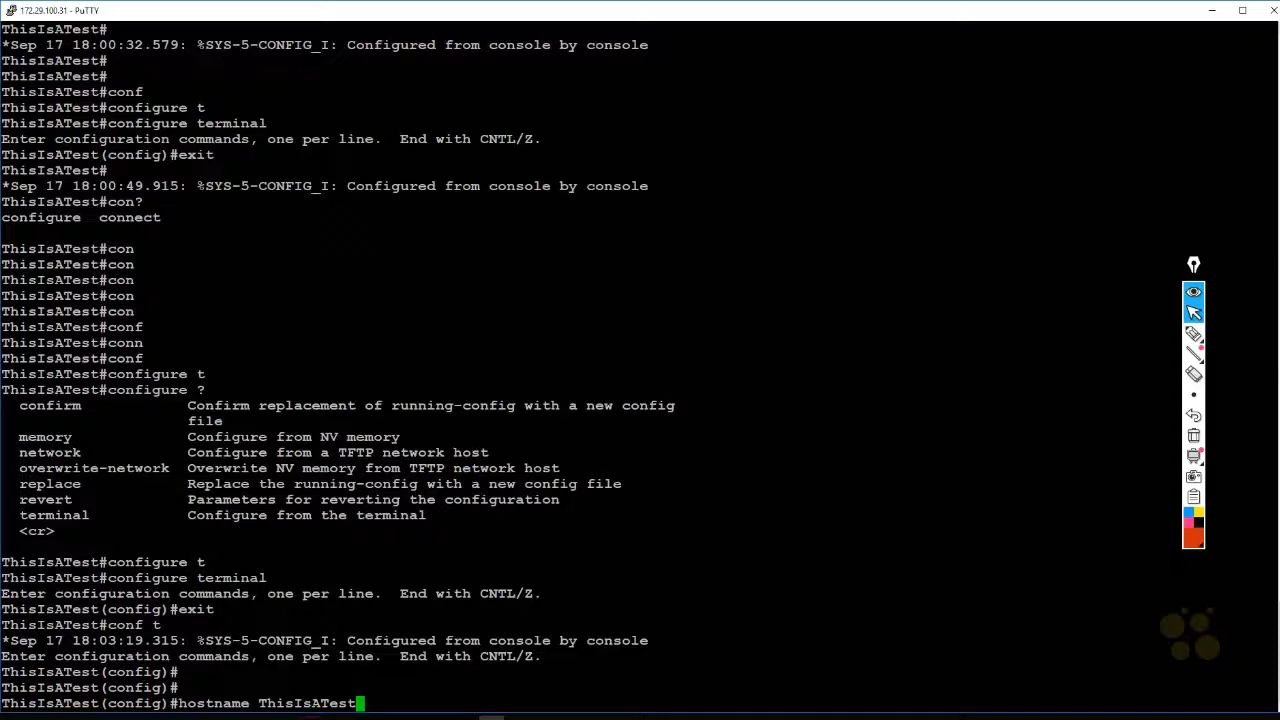 172.29.100.31 - PuTTY
ThisIsATest#
*Sep 17 18:00:32.579: %SYS-5-CONFIG_I: Configured from console by console
ThisIsATest#
ThisIsATest#
ThisIsATest#conf
ThisIsATest#configure t
ThisIsATest#configure terminal
Enter configuration commands, one per line.  End with CNTL/Z.
ThisIsATest(config)#exit
ThisIsATest#
*Sep 17 18:00:49.915: %SYS-5-CONFIG_I: Configured from console by console
ThisIsATest#con?
configure  connect
ThisIsATest#con
ThisIsATest#con
ThisIsATest#con
ThisIsATest#con
ThisIsATest#con
ThisIsATest#conf
ThisIsATest#conn
ThisIsATest#conf
ThisIsATest#configure t
ThisIsATest#configure ?
  confirm            Confirm replacement of running-config with a new config
                     file
  memory             Configure from NV memory
  network            Configure from a TFTP network host
  overwrite-network  Overwrite NV memory from TFTP network host
  replace            Replace the running-config with a new config file
  revert             Parameters for reverting the configuration
  terminal           Configure from the terminal
  <cr>
ThisIsATest#configure t
ThisIsATest#configure terminal
Enter configuration commands, one per line.  End with CNTL/Z.
ThisIsATest(config)#exit
ThisIsATest#conf t
*Sep 17 18:03:19.315: %SYS-5-CONFIG_I: Configured from console by console
Enter configuration commands, one per line.  End with CNTL/Z.
ThisIsATest(config)#
ThisIsATest(config)#
ThisIsATest(config)#hostname ThisIsATest